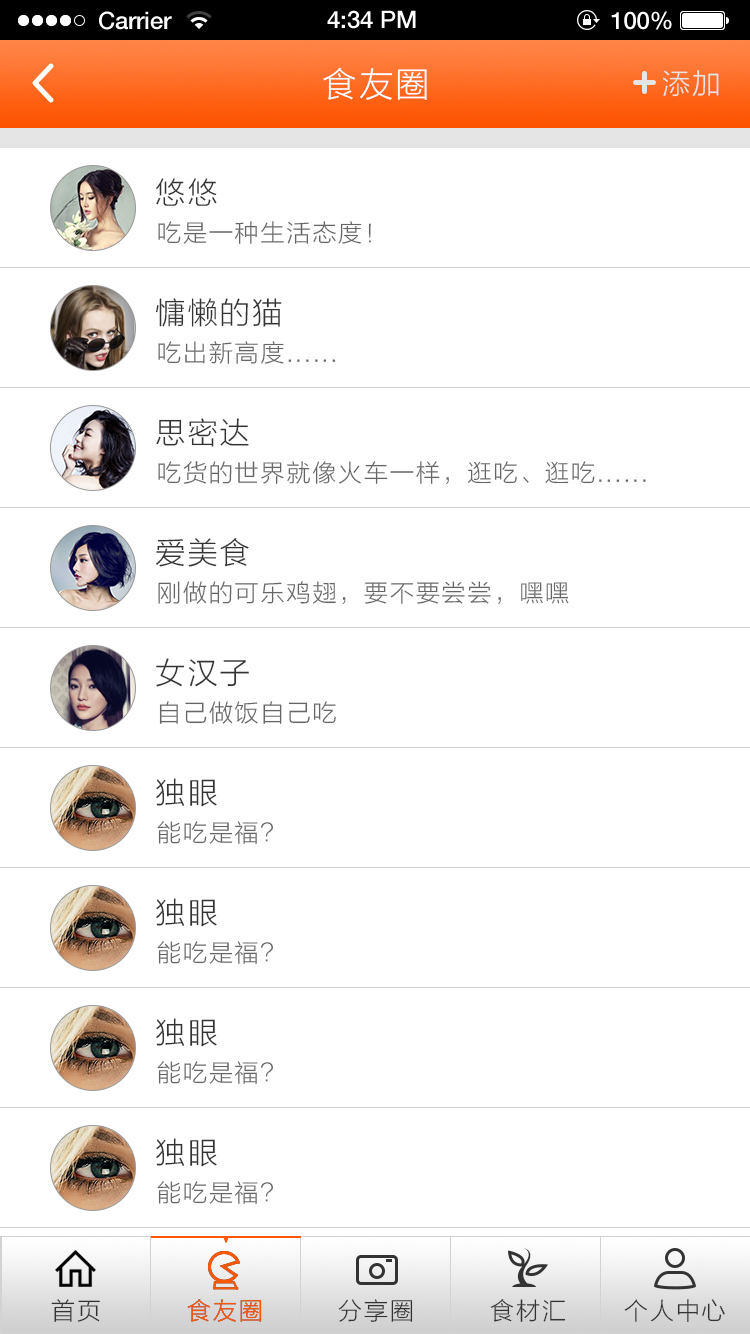 Carrier 4:34 PM 100%
食友圈 添加
悠悠
吃是一种生活态度！
慵懒的猫
吃出新高度……
思密达
吃货的世界就像火车一样，逛吃、逛吃……
爱美食
刚做的可乐鸡翅，要不要尝尝，嘿嘿
女汉子
自己做饭自己吃
独眼
能吃是福？
独眼
能吃是福？
独眼
能吃是福？
独眼
能吃是福？
首页 食友圈 分享圈 食材汇 个人中心